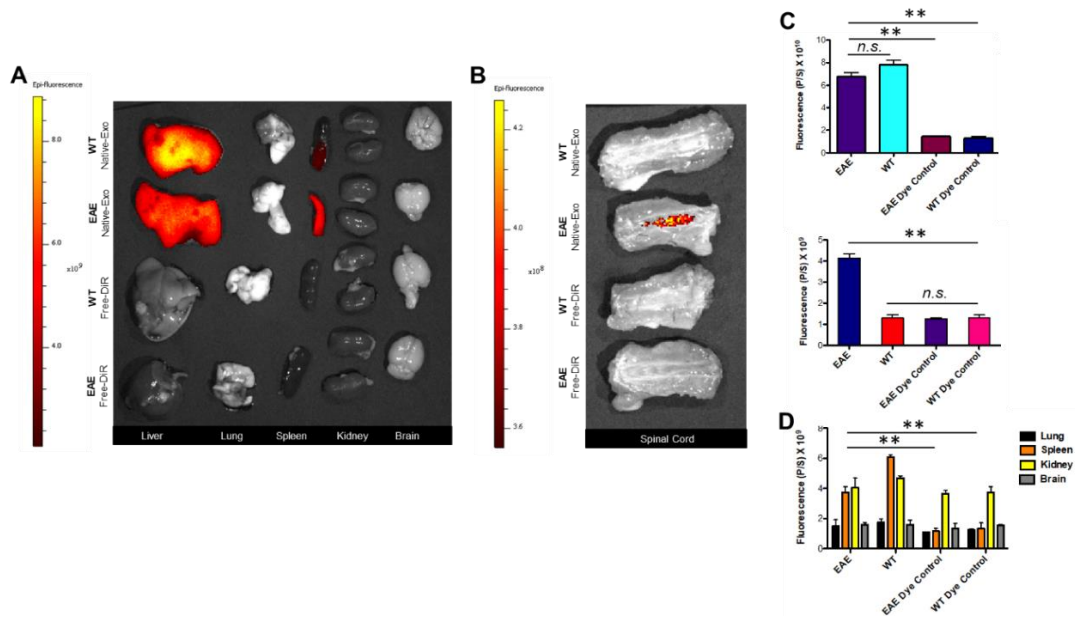 A
Epi-fluorescence
8.0
6.0
x10⁹
4.0
WT
Native-Exo
EAE
Native-Exo
WT
Free-DiR
EAE
Free-DiR
Liver Lung Spleen Kidney Brain
B
Epi-fluorescence
4.2
4.0
x10⁸
3.8
3.6
WT
Native-Exo
EAE
Native-Exo
WT
Free-DiR
EAE
Free-DiR
Spinal Cord
C
Fluorescence (P/S) X 10¹⁰
10
8
6
4
2
0
**
**
n.s.
EAE
WT
EAE Dye Control
WT Dye Control
Fluorescence (P/S) X 10⁹
5
4
3
2
1
0
**
n.s.
EAE
WT
EAE Dye Control
WT Dye Control
D
Fluorescence (P/S) X 10⁹
8
6
4
2
0
**
**
EAE
WT
EAE Dye Control
WT Dye Control
Lung
Spleen
Kidney
Brain